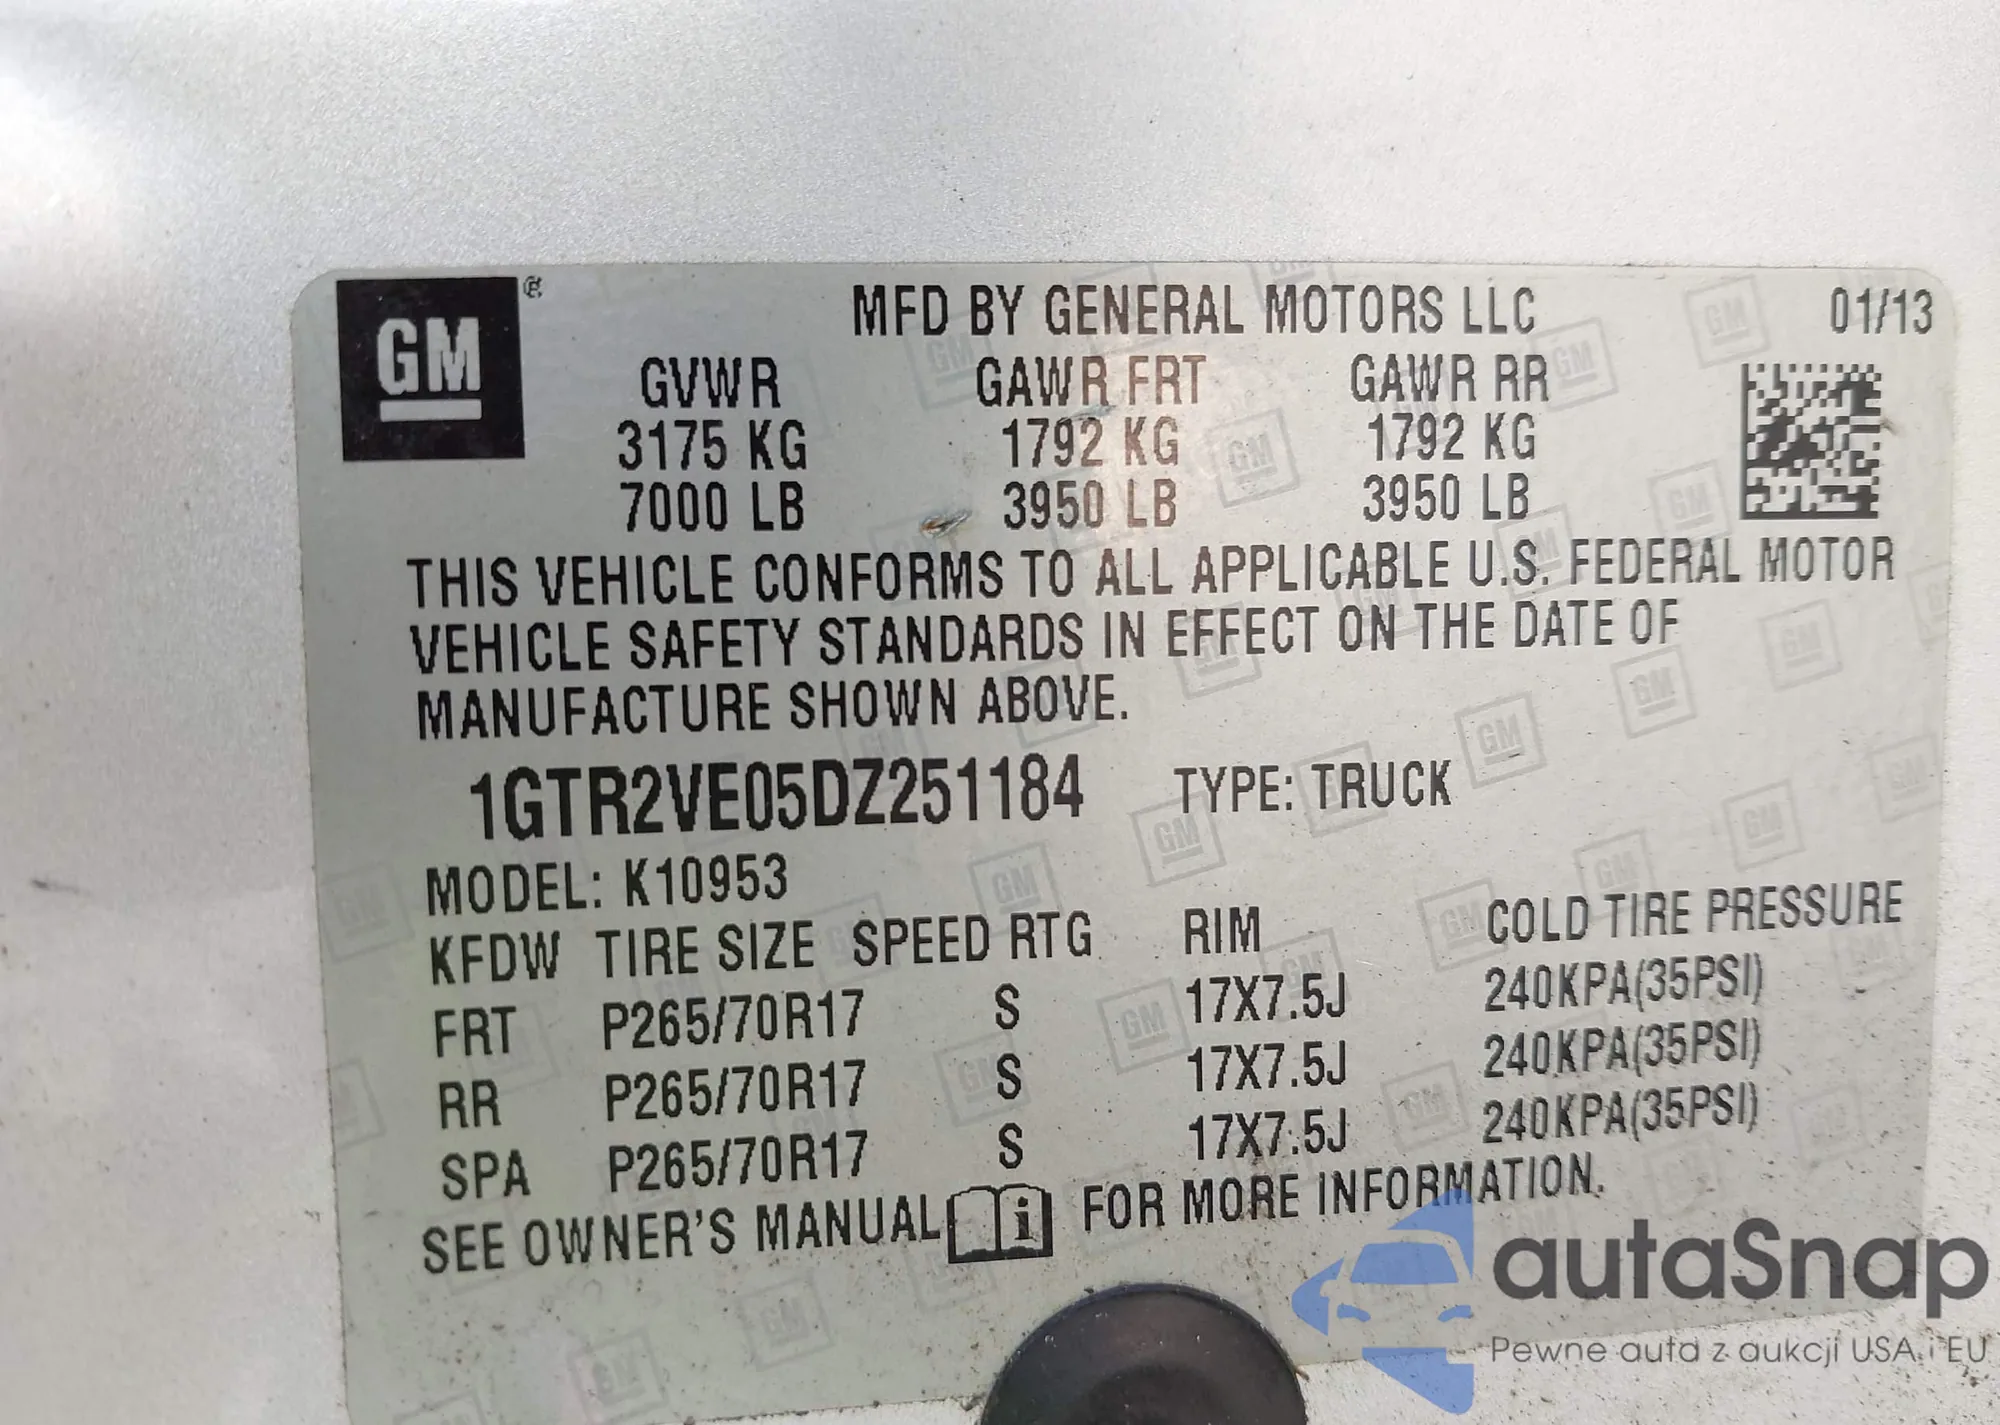 GM ®
MFD BY GENERAL MOTORS LLC 01/13
GVWR GAWR FRT GAWR RR
3175 KG 1792 KG 1792 KG
7000 LB 3950 LB 3950 LB
THIS VEHICLE CONFORMS TO ALL APPLICABLE U.S. FEDERAL MOTOR
VEHICLE SAFETY STANDARDS IN EFFECT ON THE DATE OF
MANUFACTURE SHOWN ABOVE.
1GTR2VE05DZ251184 TYPE: TRUCK
MODEL: K10953
KFDW TIRE SIZE SPEED RTG RIM COLD TIRE PRESSURE
FRT P265/70R17 S 17X7.5J 240KPA(35PSI)
RR P265/70R17 S 17X7.5J 240KPA(35PSI)
SPA P265/70R17 S 17X7.5J 240KPA(35PSI)
SEE OWNER'S MANUAL i FOR MORE INFORMATION.
autaSnap
Pewne auta z aukcji USA i EU